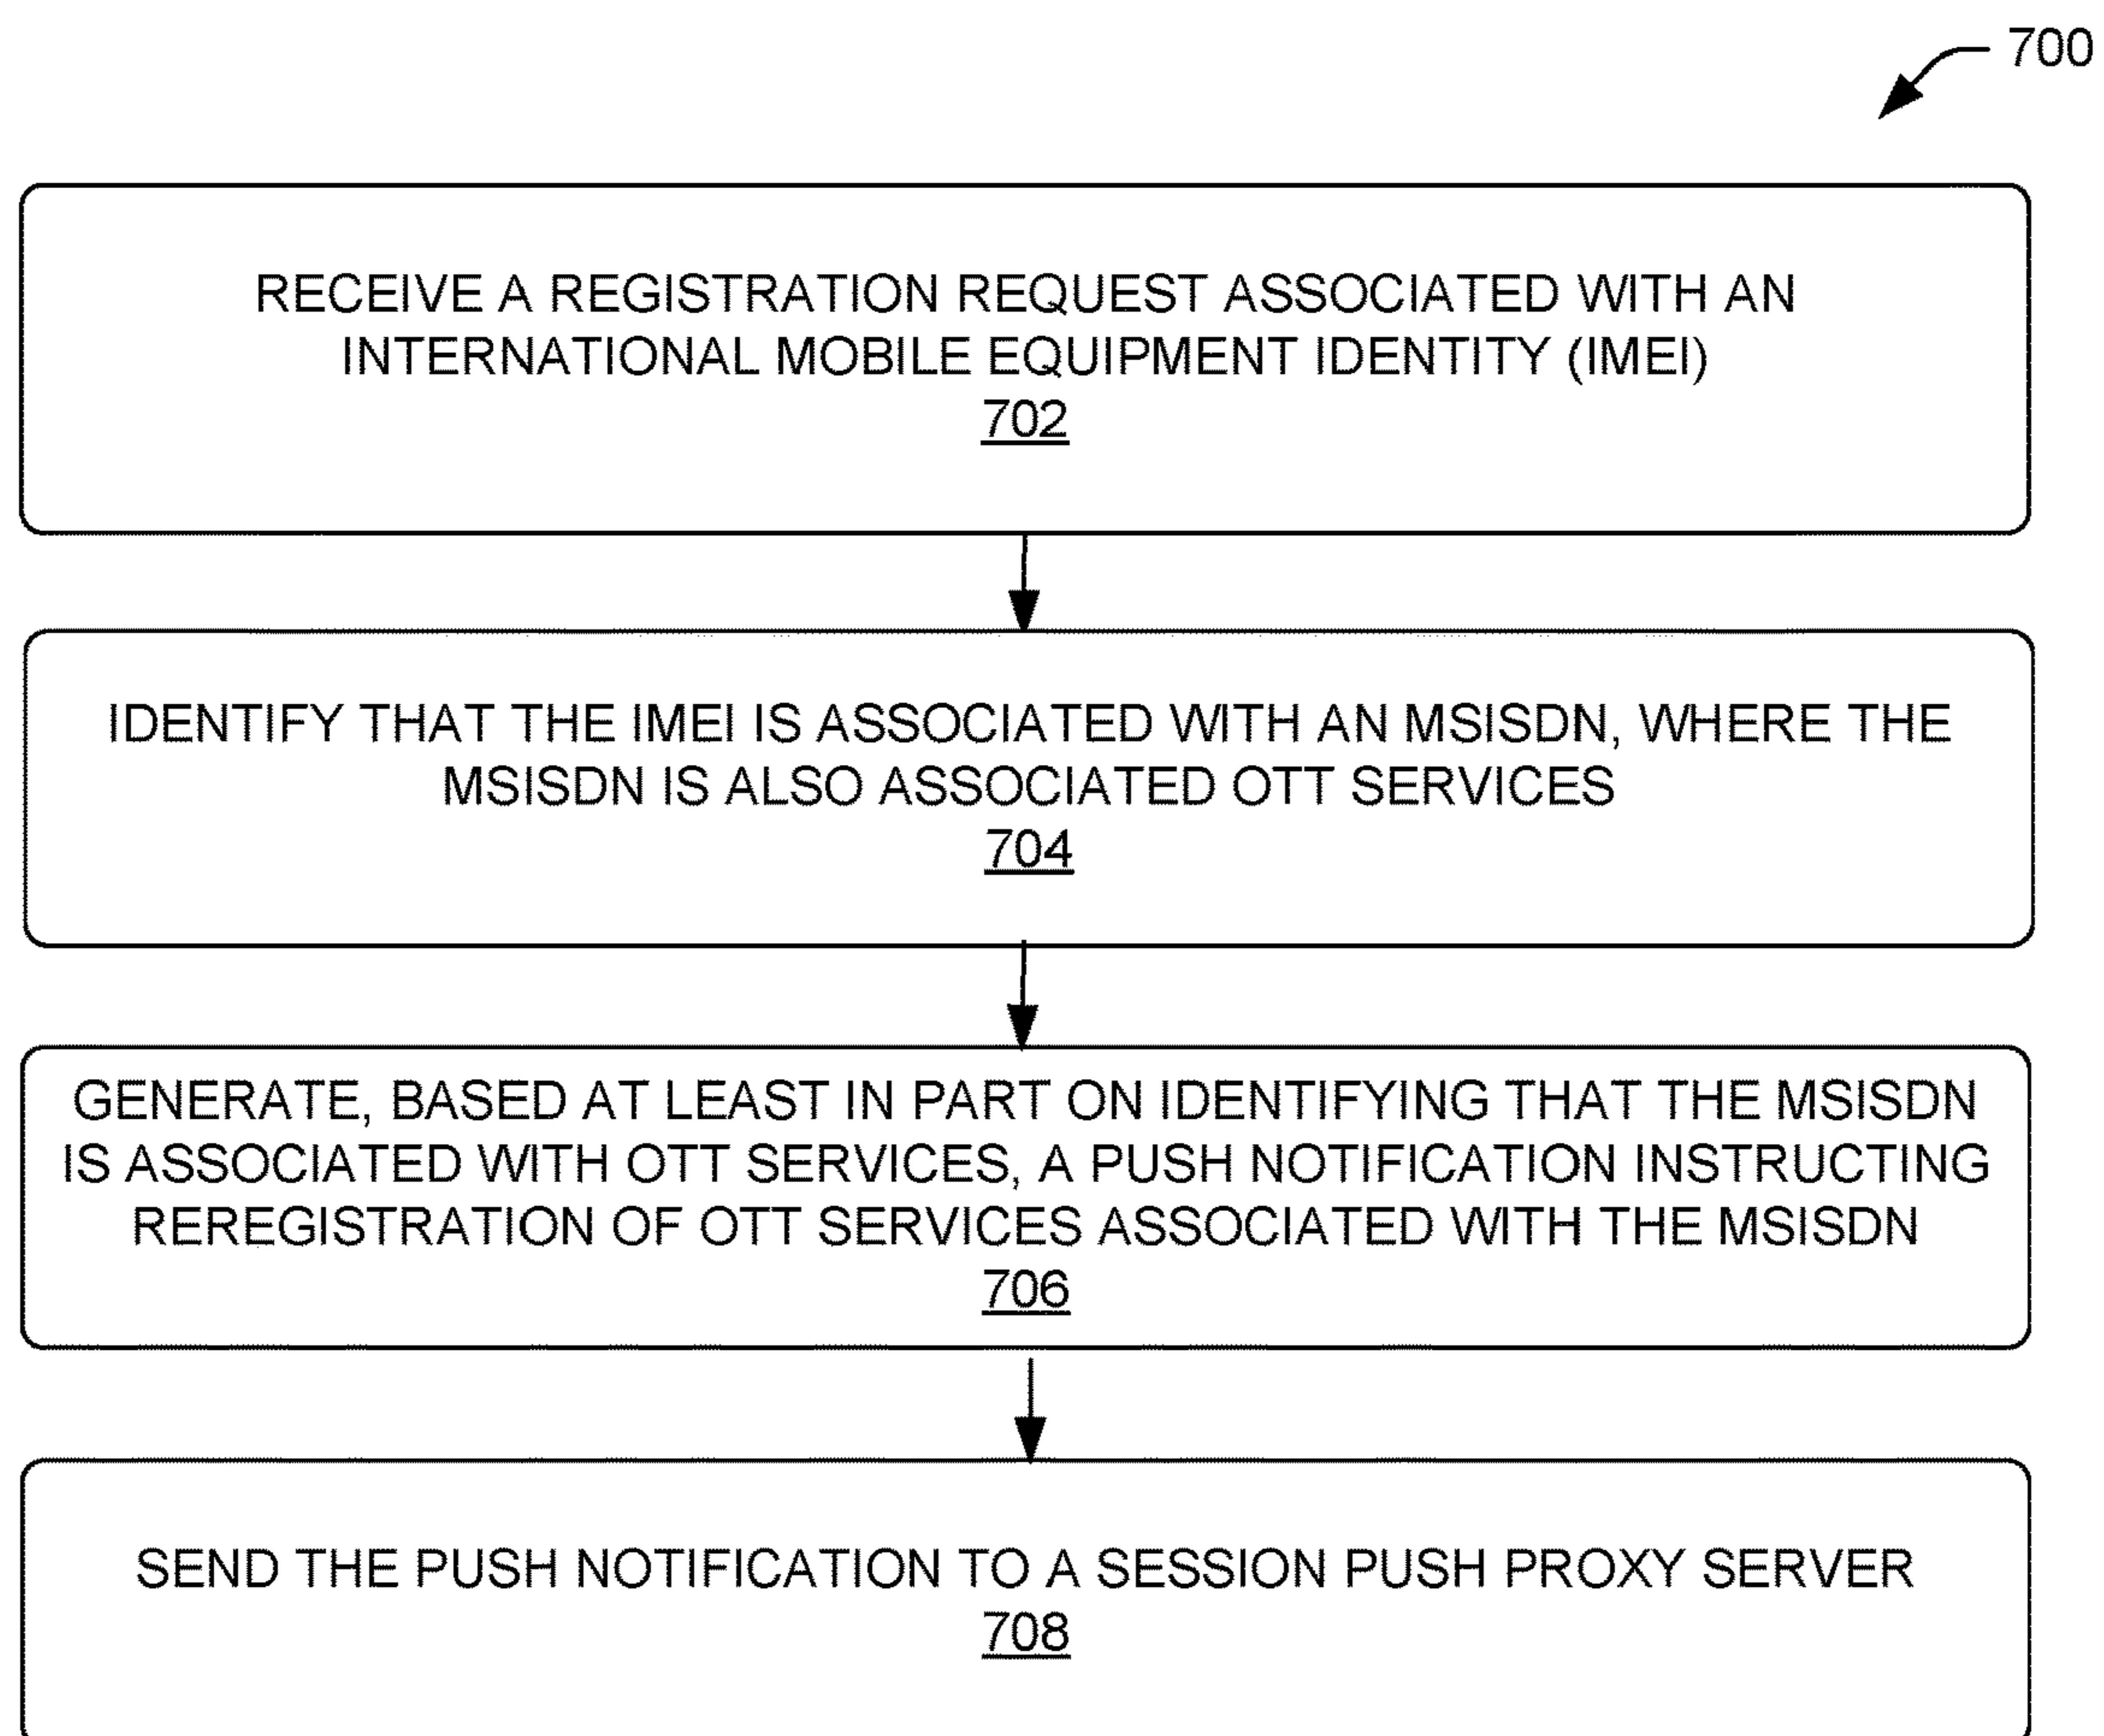 700
RECEIVE A REGISTRATION REQUEST ASSOCIATED WITH AN
INTERNATIONAL MOBILE EQUIPMENT IDENTITY (IMEI)
702
IDENTIFY THAT THE IMEI IS ASSOCIATED WITH AN MSISDN, WHERE THE
MSISDN IS ALSO ASSOCIATED OTT SERVICES
704
GENERATE, BASED AT LEAST IN PART ON IDENTIFYING THAT THE MSISDN
IS ASSOCIATED WITH OTT SERVICES, A PUSH NOTIFICATION INSTRUCTING
REREGISTRATION OF OTT SERVICES ASSOCIATED WITH THE MSISDN
706
SEND THE PUSH NOTIFICATION TO A SESSION PUSH PROXY SERVER
708